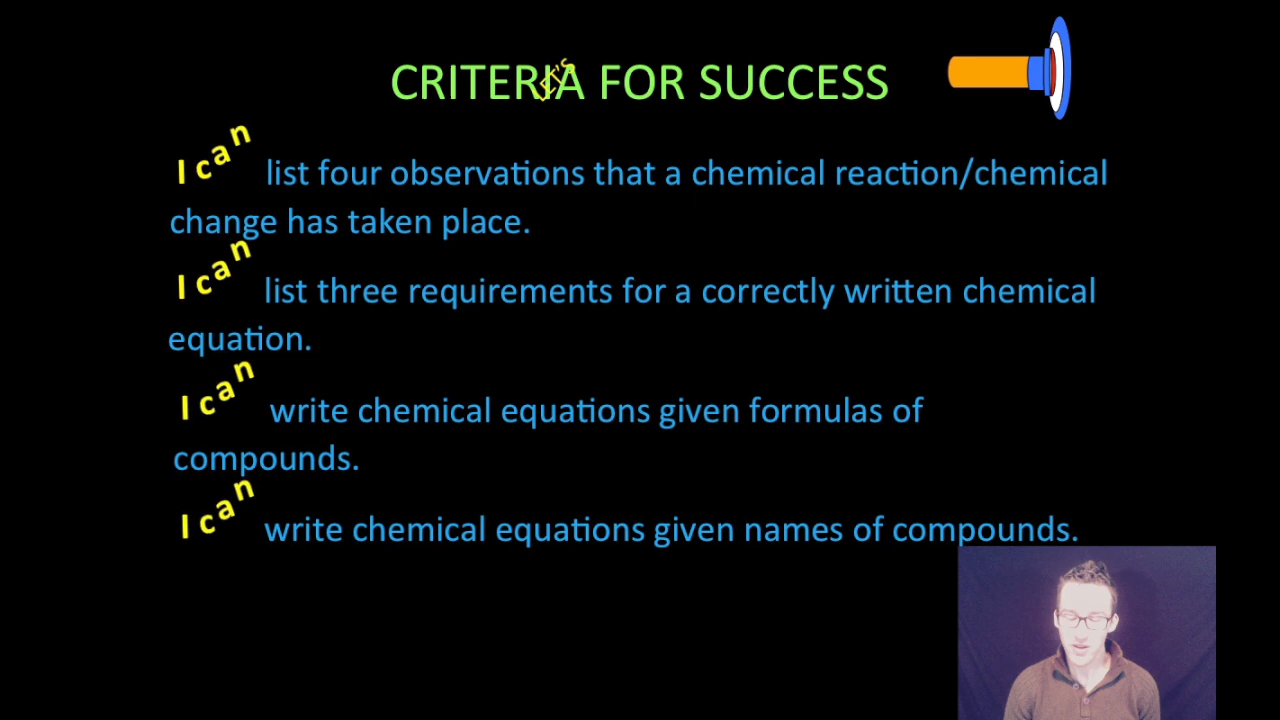 CRITERIA FOR SUCCESS
LET'S
I can list four observations that a chemical reaction/chemical
change has taken place.
I can list three requirements for a correctly written chemical
equation.
I can write chemical equations given formulas of
compounds.
I can write chemical equations given names of compounds.